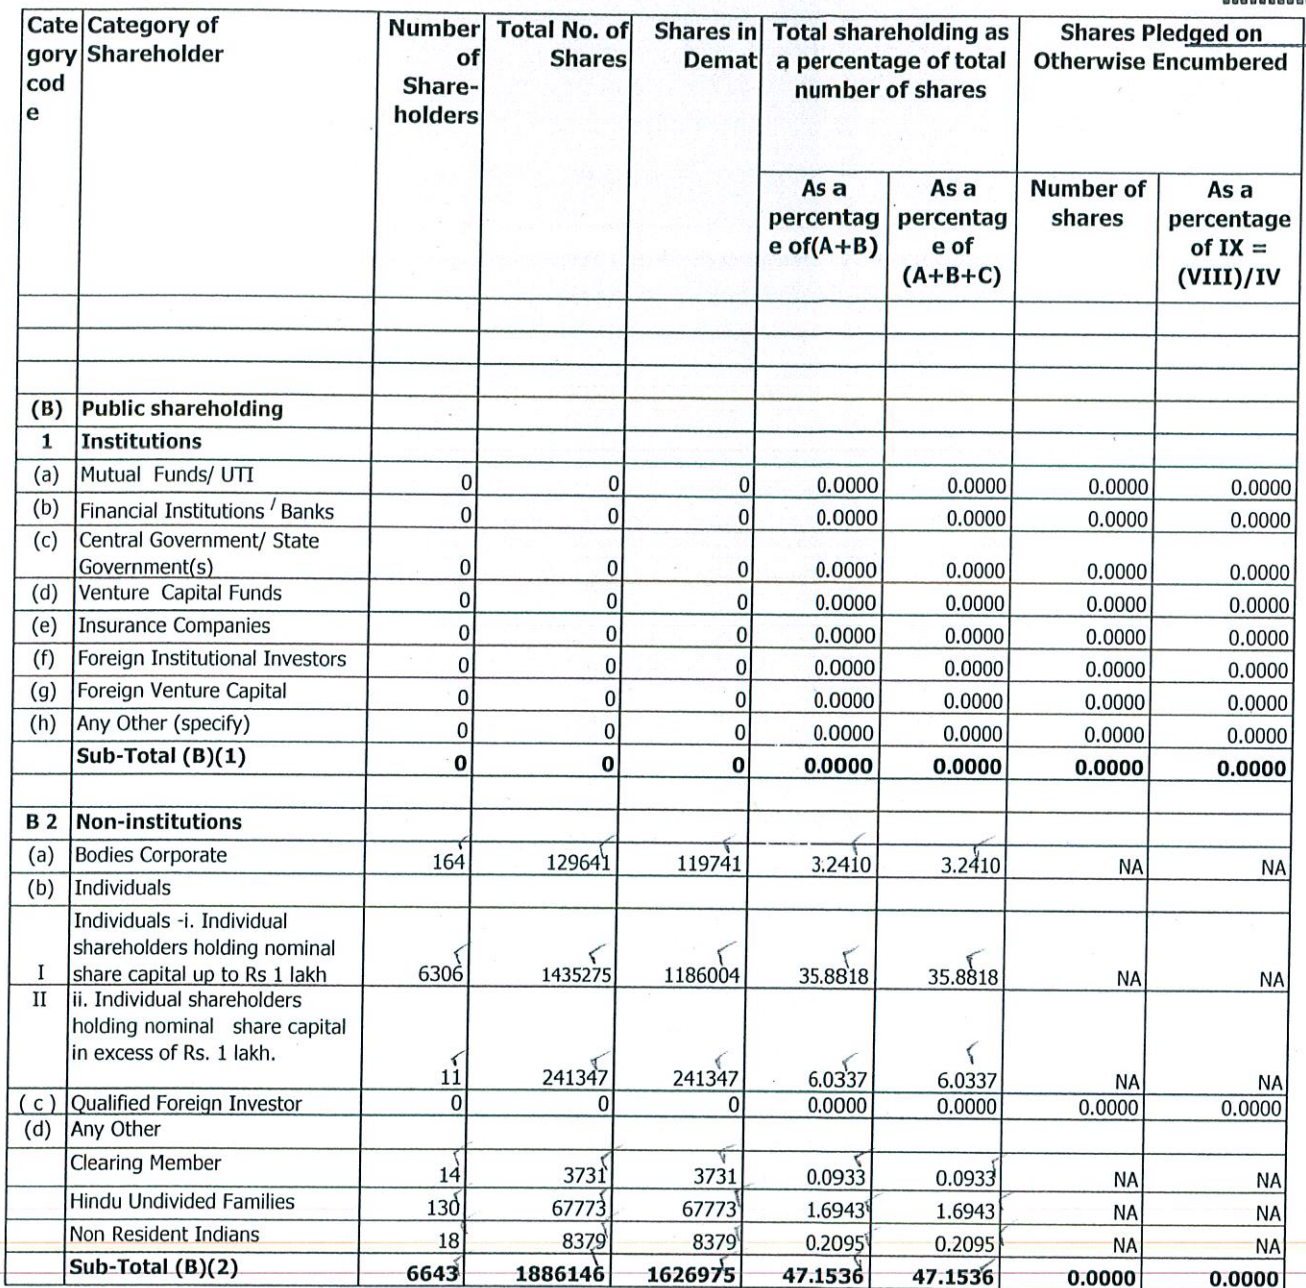 Cate Category of Number Total No. of Shares in Total shareholding as Shares Pledged on
gory Shareholder of Shares Demat a percentage of total Otherwise Encumbered
cod Share- number of shares
e holders
As a As a Number of As a
percentag percentag shares percentage
e of(A+B) e of of IX =
(A+B+C) (VIII)/IV
(B) Public shareholding
1 Institutions
(a) Mutual Funds/ UTI 0 0 0 0.0000 0.0000 0.0000 0.0000
(b) Financial Institutions / Banks 0 0 0 0.0000 0.0000 0.0000 0.0000
(c) Central Government/ State
Government(s) 0 0 0 0.0000 0.0000 0.0000 0.0000
(d) Venture Capital Funds 0 0 0 0.0000 0.0000 0.0000 0.0000
(e) Insurance Companies 0 0 0 0.0000 0.0000 0.0000 0.0000
(f) Foreign Institutional Investors 0 0 0 0.0000 0.0000 0.0000 0.0000
(g) Foreign Venture Capital 0 0 0 0.0000 0.0000 0.0000 0.0000
(h) Any Other (specify) 0 0 0 0.0000 0.0000 0.0000 0.0000
Sub-Total (B)(1) 0 0 0 0.0000 0.0000 0.0000 0.0000
B 2 Non-institutions
(a) Bodies Corporate 164 129641 119741 3.2410 3.2410 NA NA
(b) Individuals
Individuals -i. Individual
shareholders holding nominal
I share capital up to Rs 1 lakh 6306 1435275 1186004 35.8818 35.8818 NA NA
II ii. Individual shareholders
holding nominal share capital
in excess of Rs. 1 lakh.
11 241347 241347 6.0337 6.0337 NA NA
( c ) Qualified Foreign Investor 0 0 0 0.0000 0.0000 0.0000 0.0000
(d) Any Other
Clearing Member 14 3731 3731 0.0933 0.0933 NA NA
Hindu Undivided Families 130 67773 67773 1.6943 1.6943 NA NA
Non Resident Indians 18 8379 8379 0.2095 0.2095 NA NA
Sub-Total (B)(2) 6643 1886146 1626975 47.1536 47.1536 0.0000 0.0000